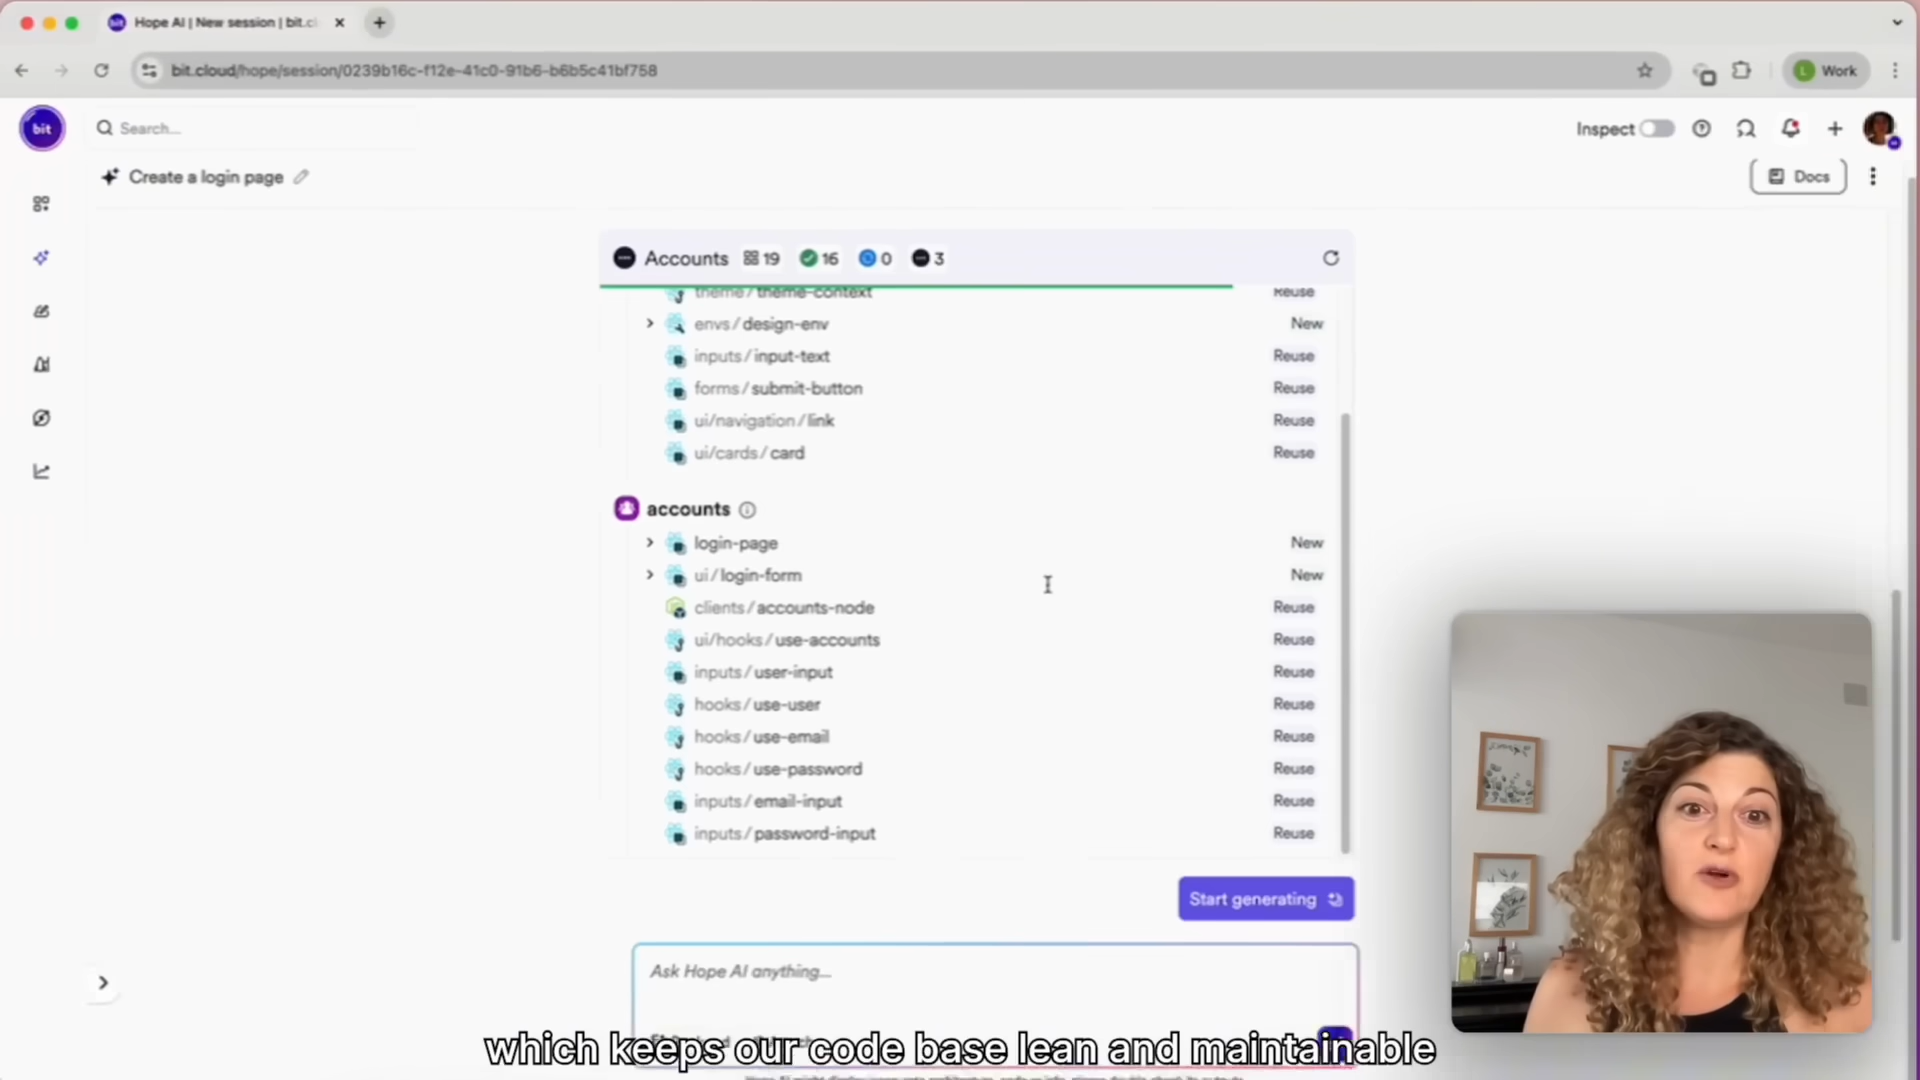 Hope AI | New session | bit.cl
bit.cloud/hope/session/0239b16c-f12e-41c0-91b6-b6b5c41bf758
L Work
bit
Search...
Inspect
Create a login page
Docs
Accounts 19 16 0 3
theme/theme-context Reuse
envs/design-env New
inputs/input-text Reuse
forms/submit-button Reuse
ui/navigation/link Reuse
ui/cards/card Reuse
accounts
login-page New
ui/login-form New
clients/accounts-node Reuse
ui/hooks/use-accounts Reuse
inputs/user-input Reuse
hooks/use-user Reuse
hooks/use-email Reuse
hooks/use-password Reuse
inputs/email-input Reuse
inputs/password-input Reuse
Start generating
Ask Hope AI anything...
which keeps our code base lean and maintainable